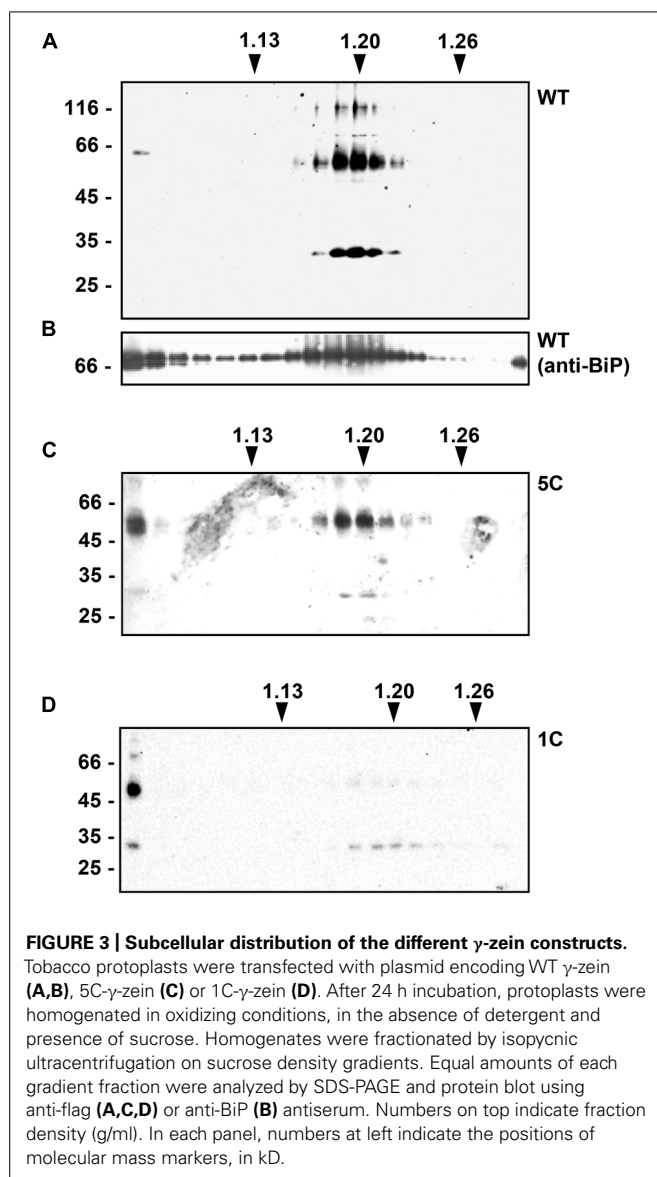 A
1.13 1.20 1.26
WT
116 -
66 -
45 -
35 -
25 -
B
WT
(anti-BiP)
66 -
C
1.13 1.20 1.26
5C
66 -
45 -
35 -
25 -
D
1.13 1.20 1.26
1C
66 -
45 -
35 -
25 -
FIGURE 3 | Subcellular distribution of the different γ-zein constructs.
Tobacco protoplasts were transfected with plasmid encoding WT γ-zein
(A,B), 5C-γ-zein (C) or 1C-γ-zein (D). After 24 h incubation, protoplasts were
homogenated in oxidizing conditions, in the absence of detergent and
presence of sucrose. Homogenates were fractionated by isopycnic
ultracentrifugation on sucrose density gradients. Equal amounts of each
gradient fraction were analyzed by SDS-PAGE and protein blot using
anti-flag (A,C,D) or anti-BiP (B) antiserum. Numbers on top indicate fraction
density (g/ml). In each panel, numbers at left indicate the positions of
molecular mass markers, in kD.